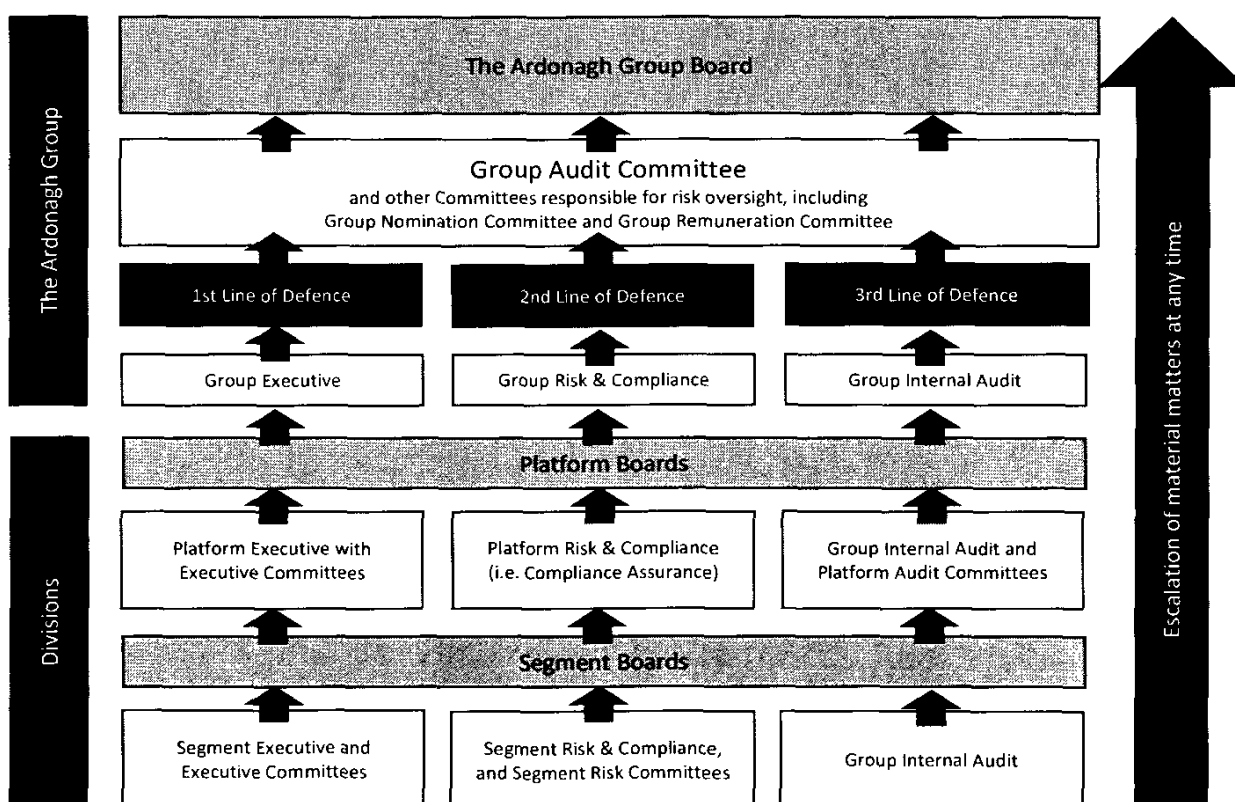 The Ardonagh Group
The Ardonagh Group Board
Group Audit Committee
and other Committees responsible for risk oversight, including
Group Nomination Committee and Group Remuneration Committee
1st Line of Defence
2nd Line of Defence
3rd Line of Defence
Group Executive
Group Risk & Compliance
Group Internal Audit
Divisions
Platform Boards
Platform Executive with
Executive Committees
Platform Risk & Compliance
(i.e. Compliance Assurance)
Group Internal Audit and
Platform Audit Committees
Segment Boards
Segment Executive and
Executive Committees
Segment Risk & Compliance,
and Segment Risk Committees
Group Internal Audit
Escalation of material matters at any time